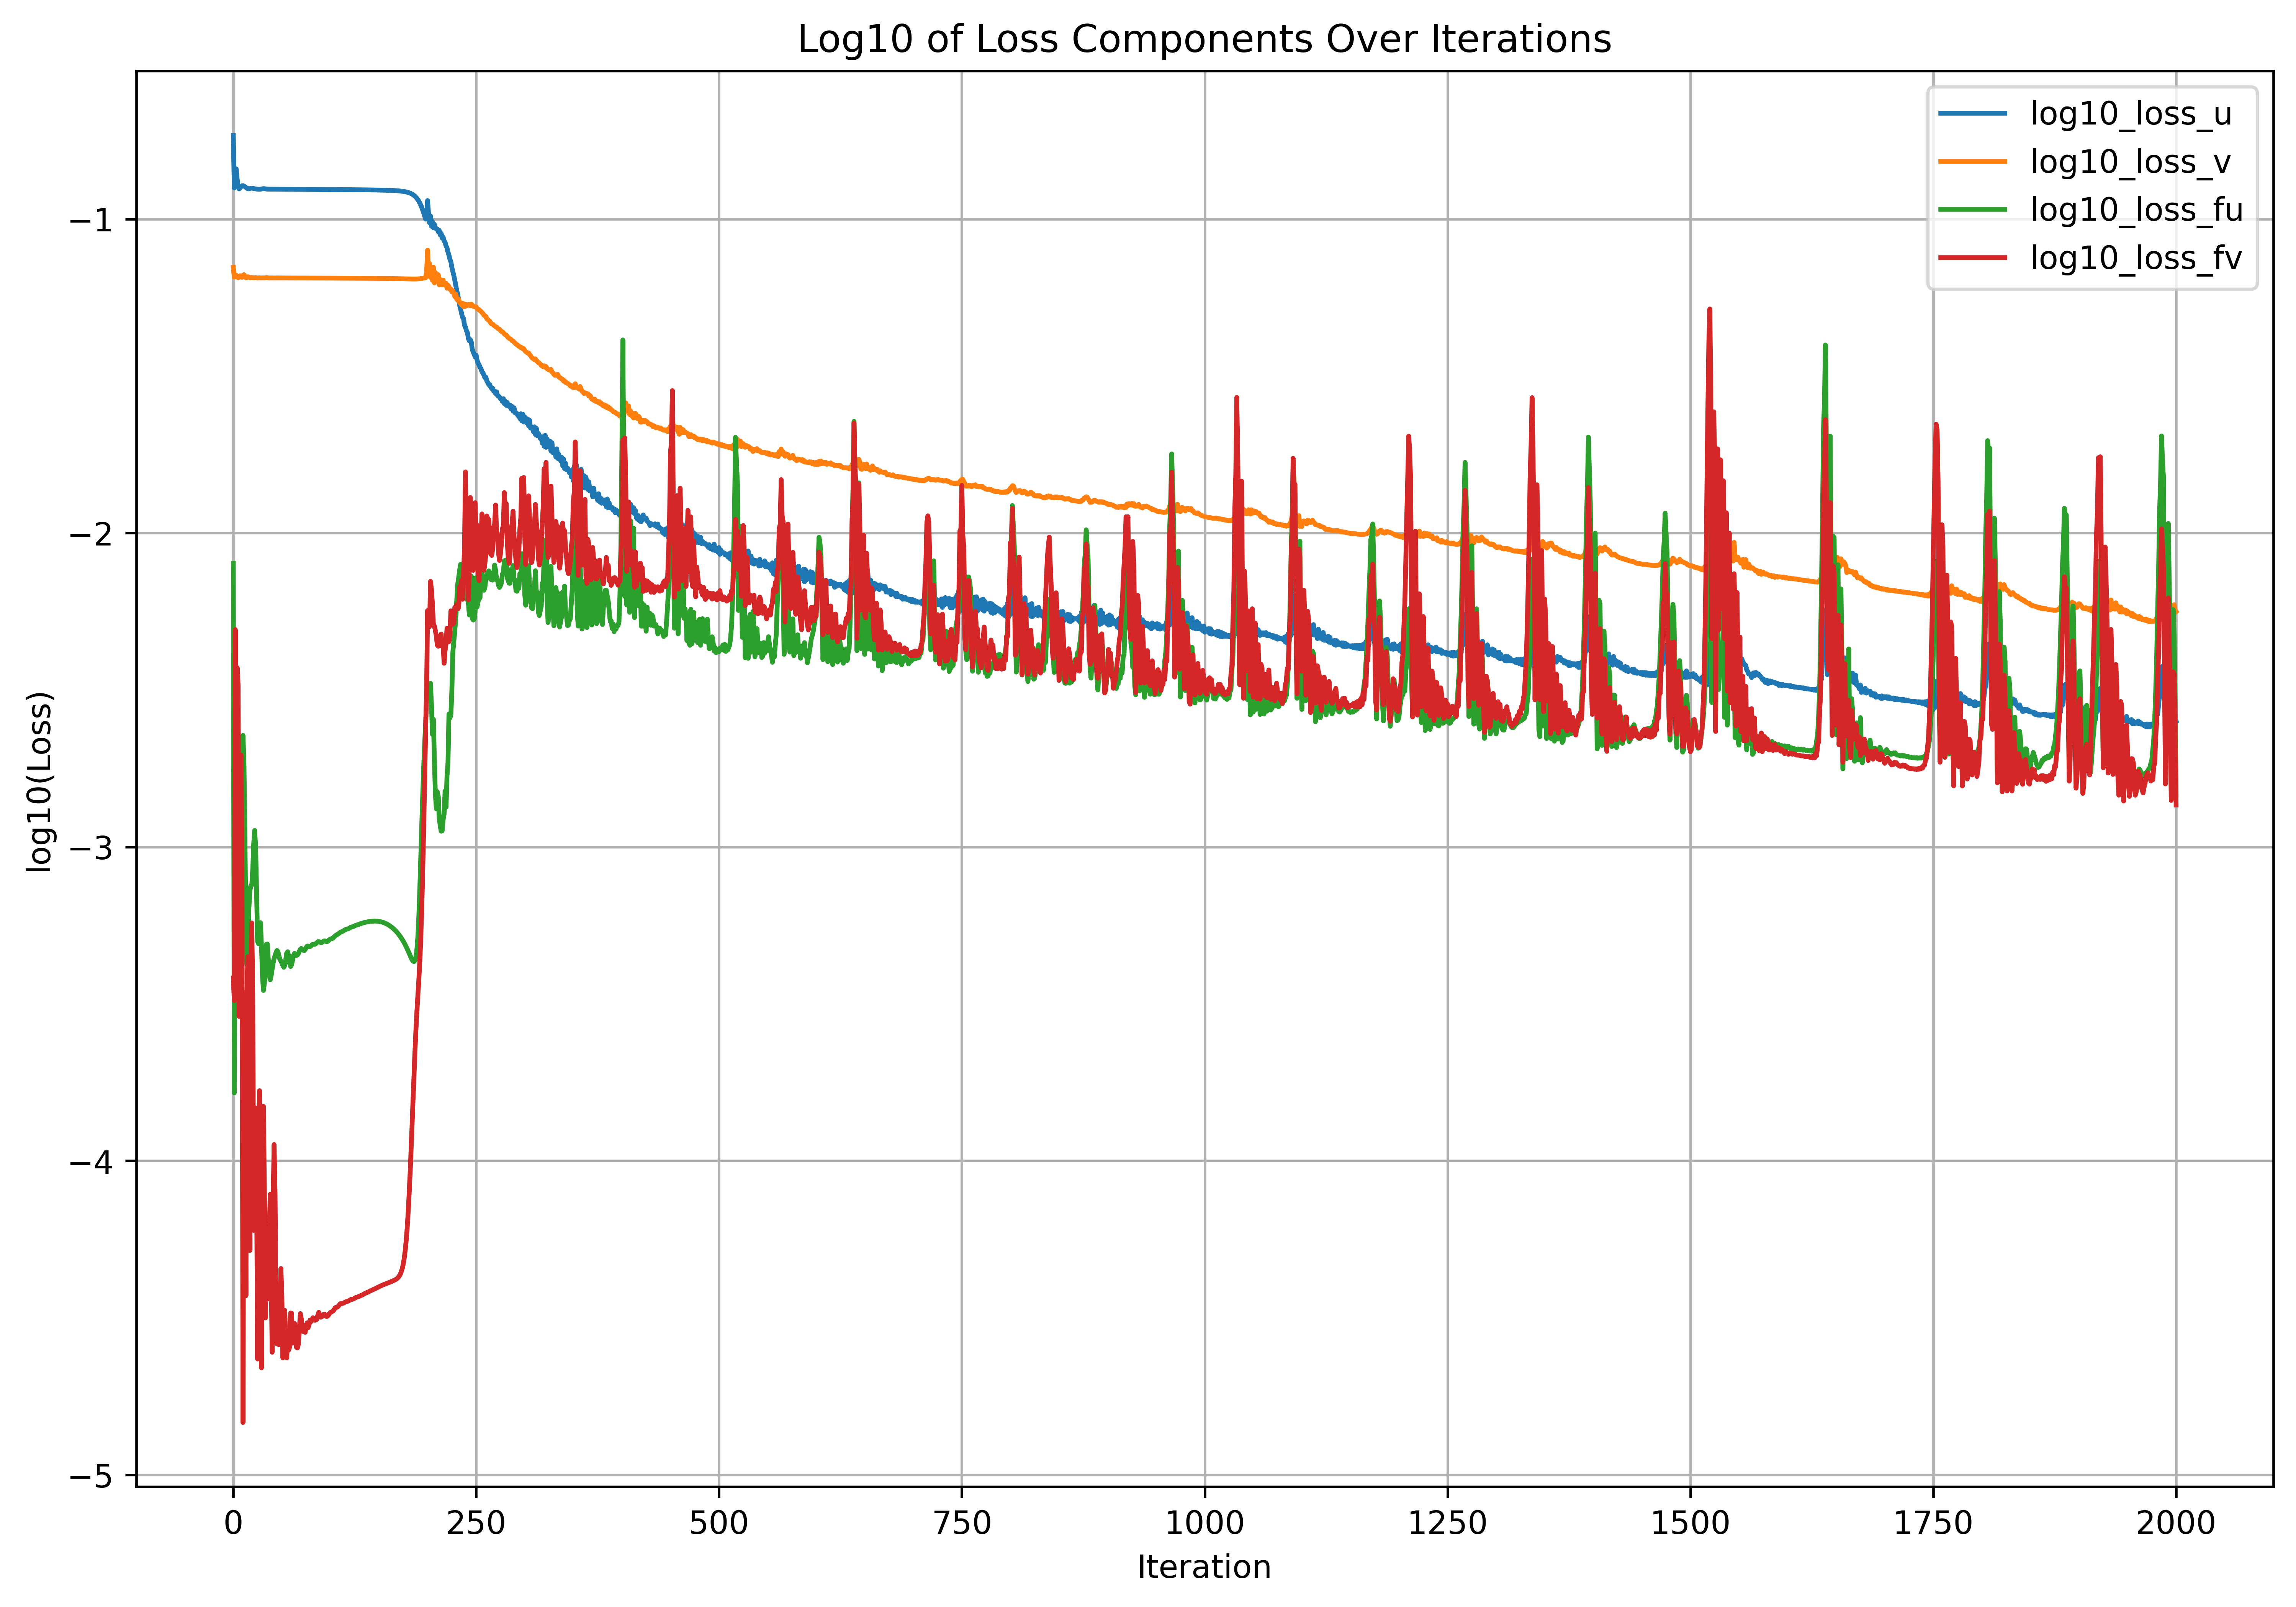 Log10 of Loss Components Over Iterations
log10_loss_u
log10_loss_v
log10_loss_fu
log10_loss_fv
log10(Loss)
−1
−2
−3
−4
−5
0 250 500 750 1000 1250 1500 1750 2000
Iteration